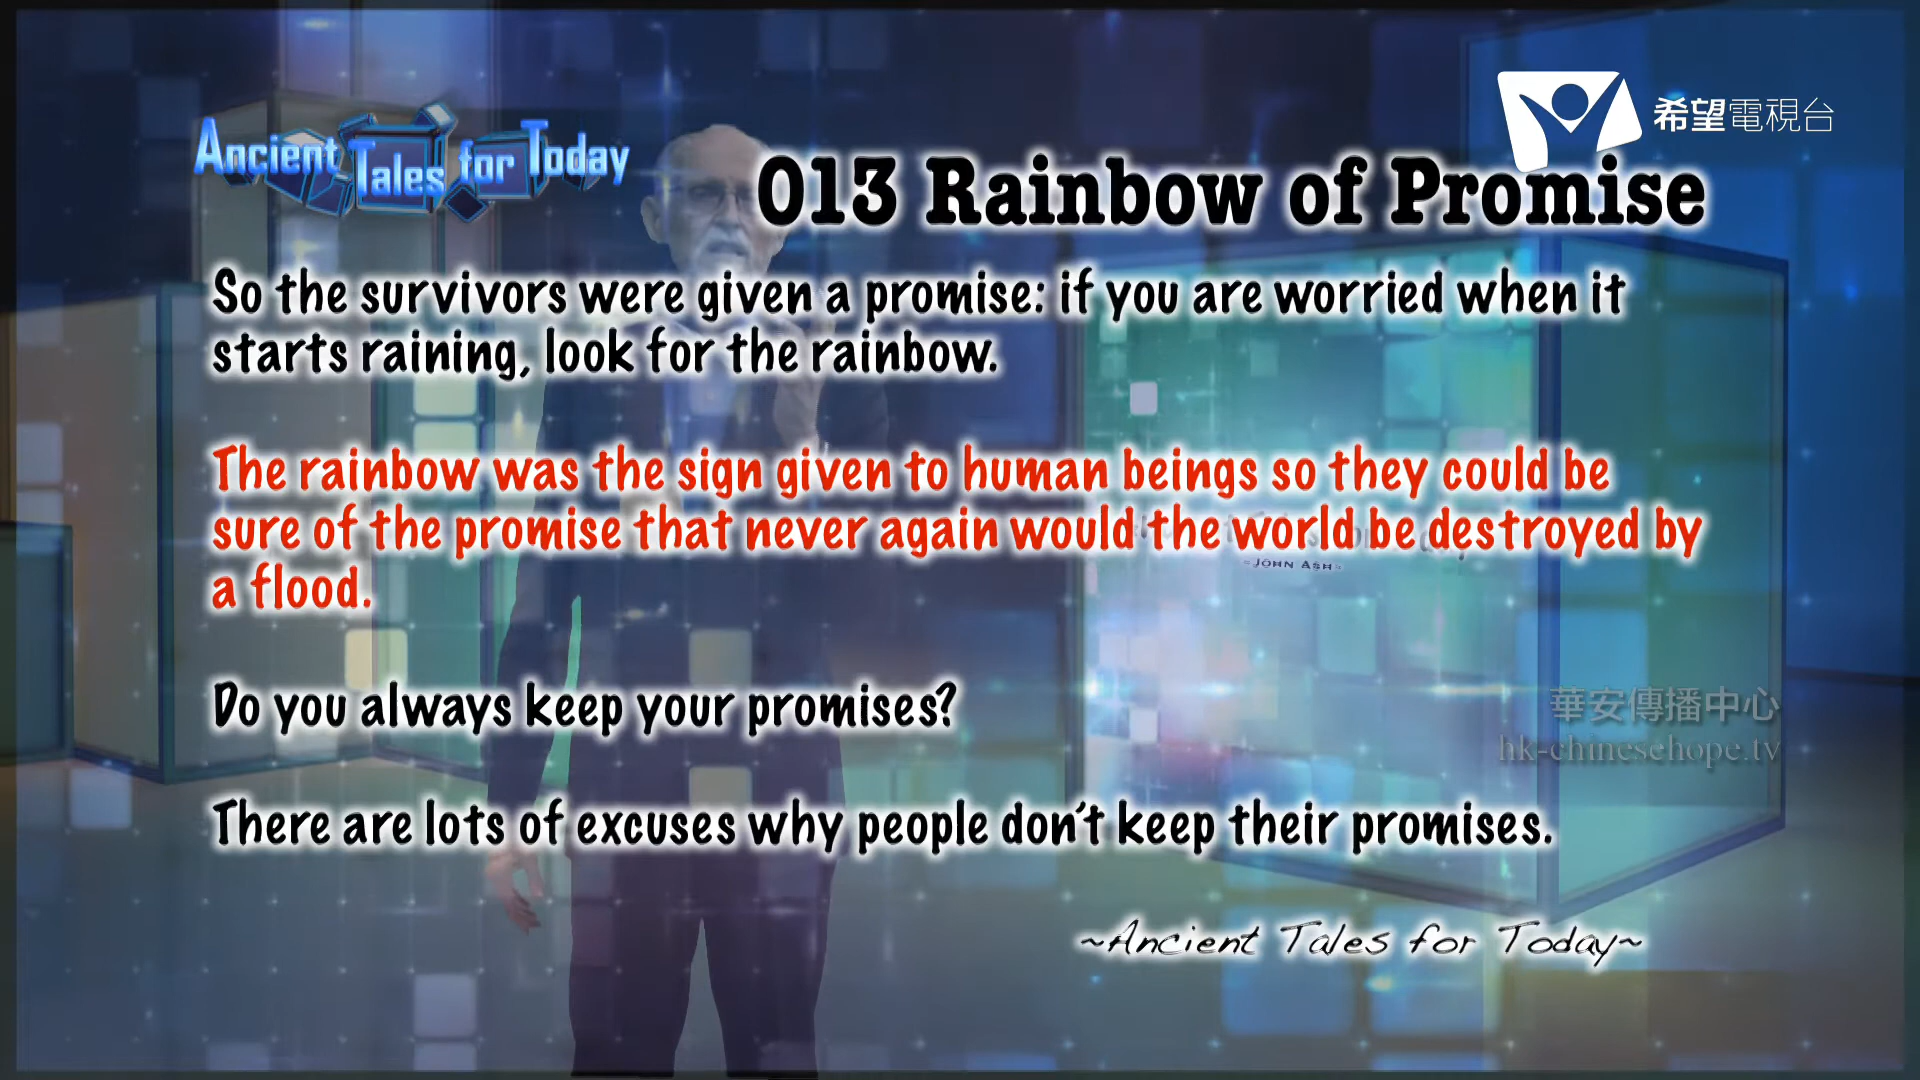 希望電視台
Ancient Tales for Today
013 Rainbow of Promise
So the survivors were given a promise: if you are worried when it
starts raining, look for the rainbow.
The rainbow was the sign given to human beings so they could be
sure of the promise that never again would the world be destroyed by
a flood.
~JOHN ASH~
Do you always keep your promises?
華安傳播中心
hk-chinesehope.tv
There are lots of excuses why people don't keep their promises.
~Ancient Tales for Today~